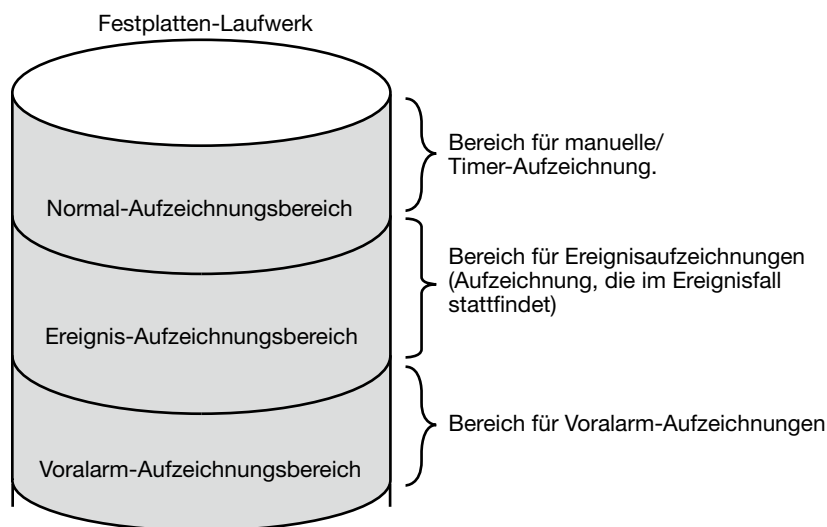 Festplatten-Laufwerk
Bereich für manuelle/
Timer-Aufzeichnung.
Normal-Aufzeichnungsbereich
Bereich für Ereignisaufzeichnungen
(Aufzeichnung, die im Ereignisfall
stattfindet)
Ereignis-Aufzeichnungsbereich
Bereich für Voralarm-Aufzeichnungen
Voralarm-Aufzeichnungsbereich